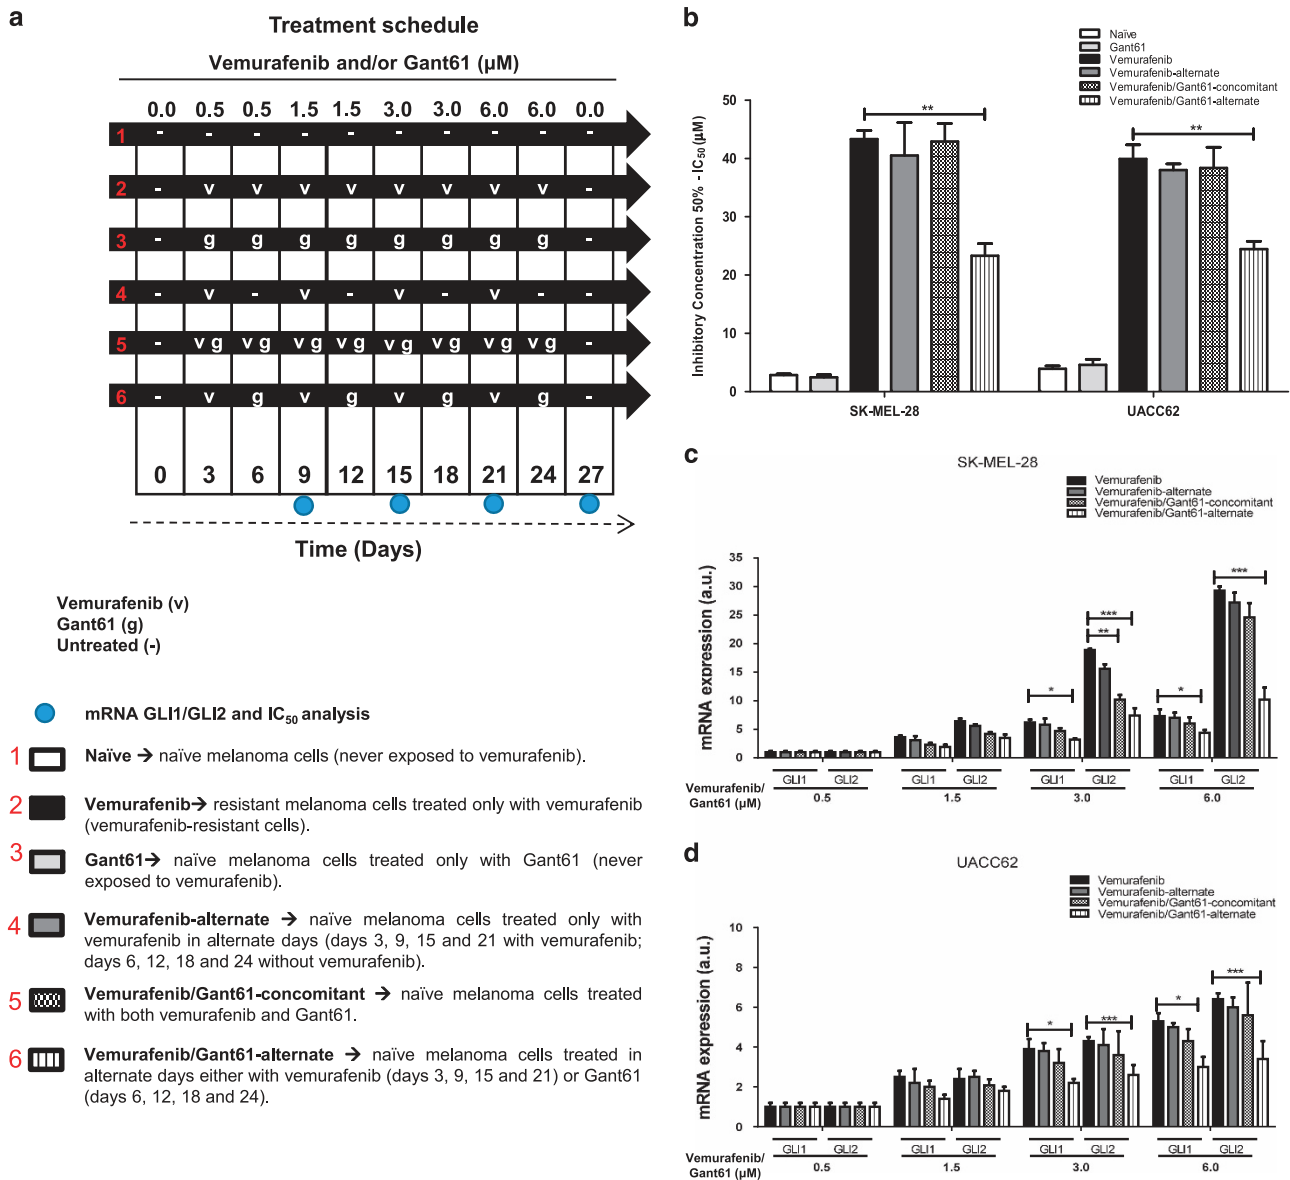 a
Treatment schedule
Vemurafenib and/or Gant61 (µM)
0.0 0.5 0.5 1.5 1.5 3.0 3.0 6.0 6.0 0.0
1 - - - - - - - - - -
2 - v v v v v v v v -
3 - g g g g g g g g -
4 - v - v - v - v - -
5 - v g v g v g v g v g v g v g v g -
6 - v g v g v g v g -
0 3 6 9 12 15 18 21 24 27
Time (Days)
Vemurafenib (v)
Gant61 (g)
Untreated (-)
mRNA GLI1/GLI2 and IC50 analysis
1 Naïve → naïve melanoma cells (never exposed to vemurafenib).
2 Vemurafenib→ resistant melanoma cells treated only with vemurafenib
(vemurafenib-resistant cells).
3 Gant61→ naïve melanoma cells treated only with Gant61 (never
exposed to vemurafenib).
4 Vemurafenib-alternate → naïve melanoma cells treated only with
vemurafenib in alternate days (days 3, 9, 15 and 21 with vemurafenib;
days 6, 12, 18 and 24 without vemurafenib).
5 Vemurafenib/Gant61-concomitant → naïve melanoma cells treated
with both vemurafenib and Gant61.
6 Vemurafenib/Gant61-alternate → naïve melanoma cells treated in
alternate days either with vemurafenib (days 3, 9, 15 and 21) or Gant61
(days 6, 12, 18 and 24).
b
Naïve
Gant61
Vemurafenib
Vemurafenib-alternate
Vemurafenib/Gant61-concomitant
Vemurafenib/Gant61-alternate
Inhibitory Concentration 50% - IC50 (µM)
50
40
30
20
10
0
** **
SK-MEL-28 UACC62
c
SK-MEL-28
Vemurafenib
Vemurafenib-alternate
Vemurafenib/Gant61-concomitant
Vemurafenib/Gant61-alternate
mRNA expression (a.u.)
35
30
25
20
15
10
5
0
* *** ** * ***
GLI1 GLI2 GLI1 GLI2 GLI1 GLI2 GLI1 GLI2
Vemurafenib/
Gant61 (µM) 0.5 1.5 3.0 6.0
d
UACC62
Vemurafenib
Vemurafenib-alternate
Vemurafenib/Gant61-concomitant
Vemurafenib/Gant61-alternate
mRNA expression (a.u.)
10
8
6
4
2
0
* *** * ***
GLI1 GLI2 GLI1 GLI2 GLI1 GLI2 GLI1 GLI2
Vemurafenib/
Gant61 (µM) 0.5 1.5 3.0 6.0